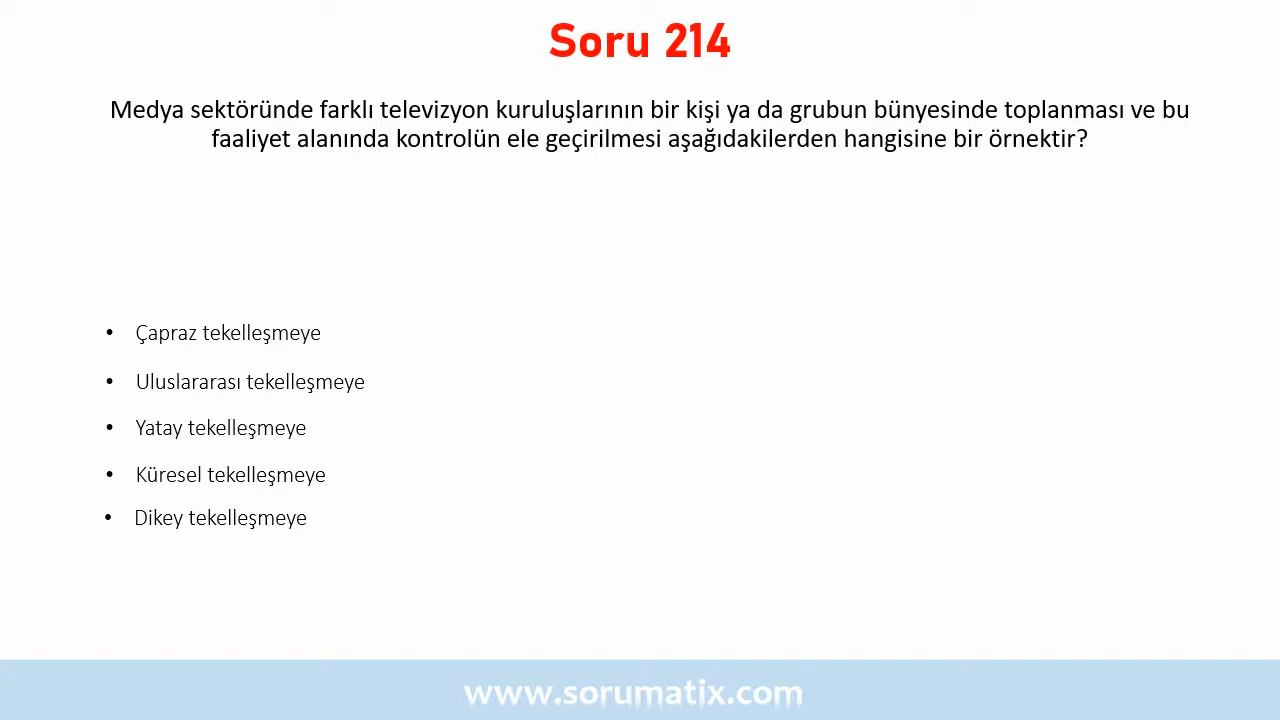 Soru 214
Medya sektöründe farklı televizyon kuruluşlarının bir kişi ya da grubun bünyesinde toplanması ve bu
faaliyet alanında kontrolün ele geçirilmesi aşağıdakilerden hangisine bir örnektir?
• Çapraz tekelleşmeye
• Uluslararası tekelleşmeye
• Yatay tekelleşmeye
• Küresel tekelleşmeye
• Dikey tekelleşmeye
www.sorumatix.com